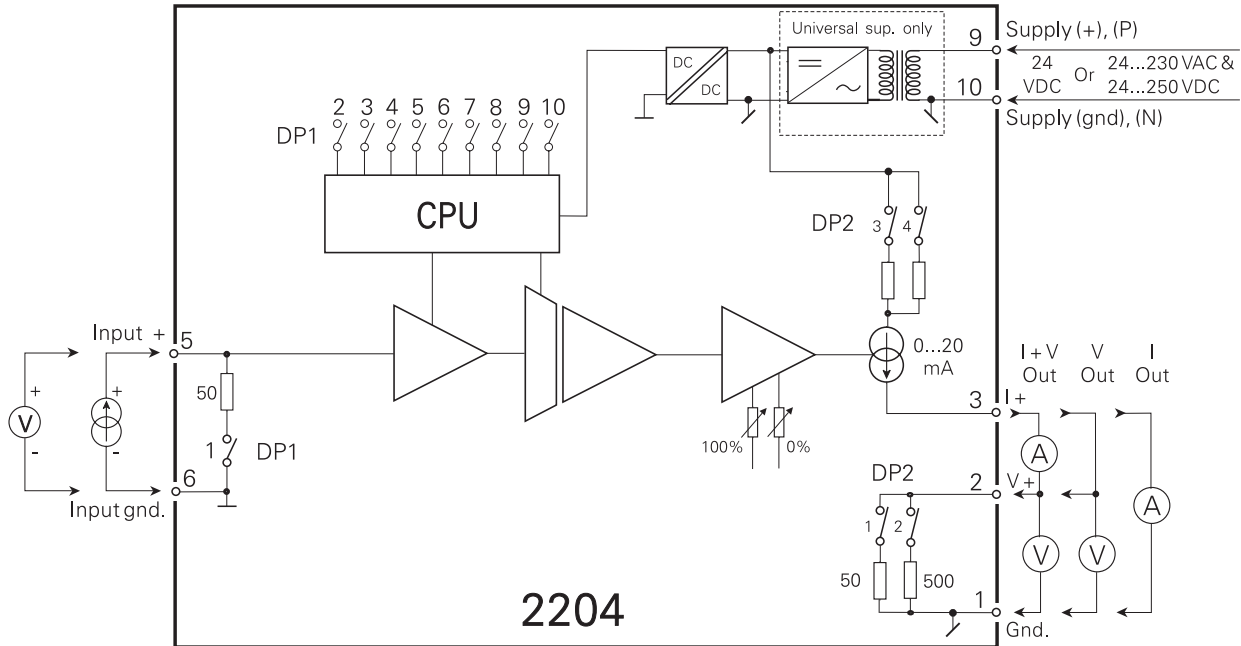 Universal sup. only
9
Supply (+), (P)
DC
DC
24 VDC
Or
24...230 VAC &
24...250 VDC
10
Supply (gnd), (N)
2 3 4 5 6 7 8 9 10
DP1
CPU
DP2
3
4
Input +
5
50
1
DP1
6
Input gnd.
+
V
-
+
-
100%
0%
0...20
mA
I + V
Out
V
Out
I
Out
3
I +
A
DP2
2
V +
1
2
A
V
V
50
500
1
Gnd.
2204